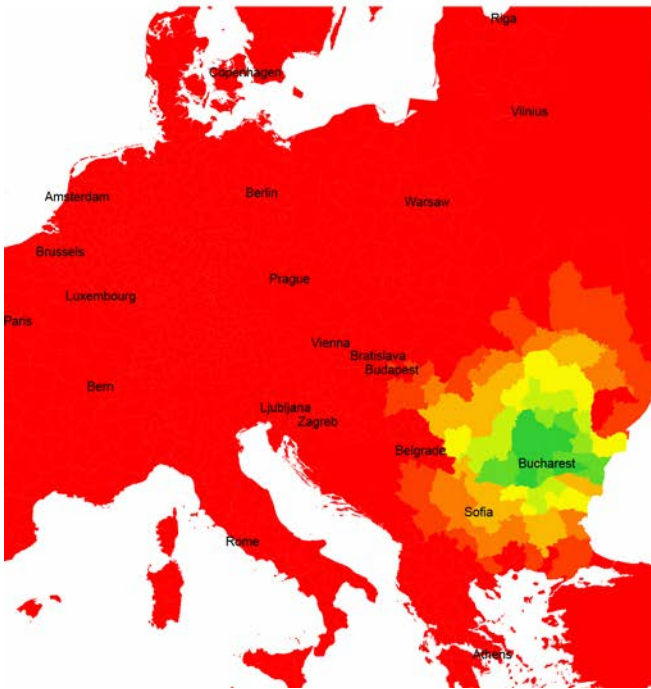 Riga
Copenhagen
Vilnius
Amsterdam
Berlin
Warsaw
Brussels
Prague
Luxembourg
Paris
Vienna
Bratislava
Budapest
Bern
Ljubljana
Zagreb
Belgrade
Bucharest
Sofia
Rome
Athens